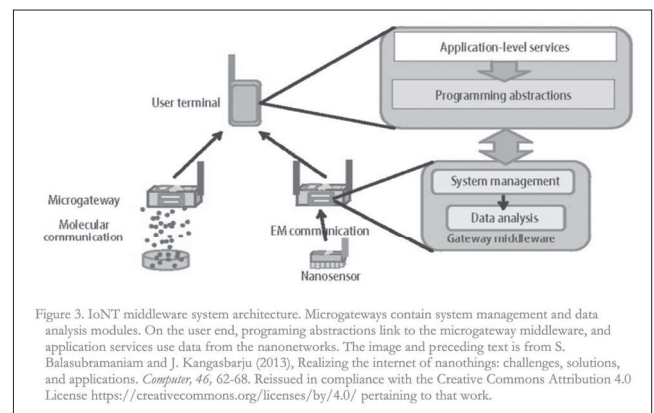 Application-level services
Programming abstractions
User terminal
System management
Data analysis
Gateway middleware
Microgateway
Molecular
communication
EM communication
Nanosensor
Figure 3. IoNT middleware system architecture. Microgateways contain system management and data
analysis modules. On the user end, programing abstractions link to the microgateway middleware, and
application services use data from the nanonetworks. The image and preceding text is from S.
Balasubramaniam and J. Kangasbarju (2013), Realizing the internet of nanothings: challenges, solutions,
and applications. Computer, 46, 62-68. Reissued in compliance with the Creative Commons Attribution 4.0
License https://creativecommons.org/licenses/by/4.0/ pertaining to that work.